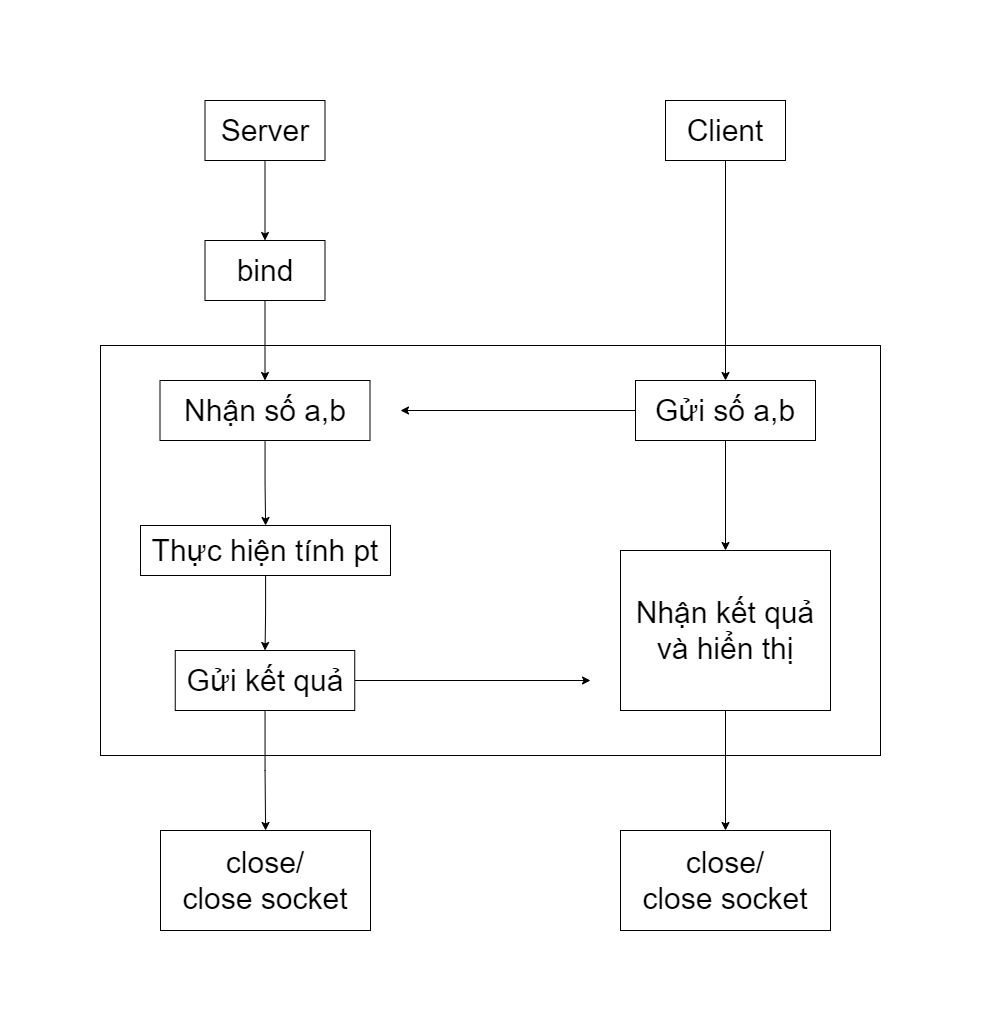 Server
Client
bind
Nhận số a,b
Gửi số a,b
Thực hiện tính pt
Nhận kết quả
và hiển thị
Gửi kết quả
close/
close socket
close/
close socket